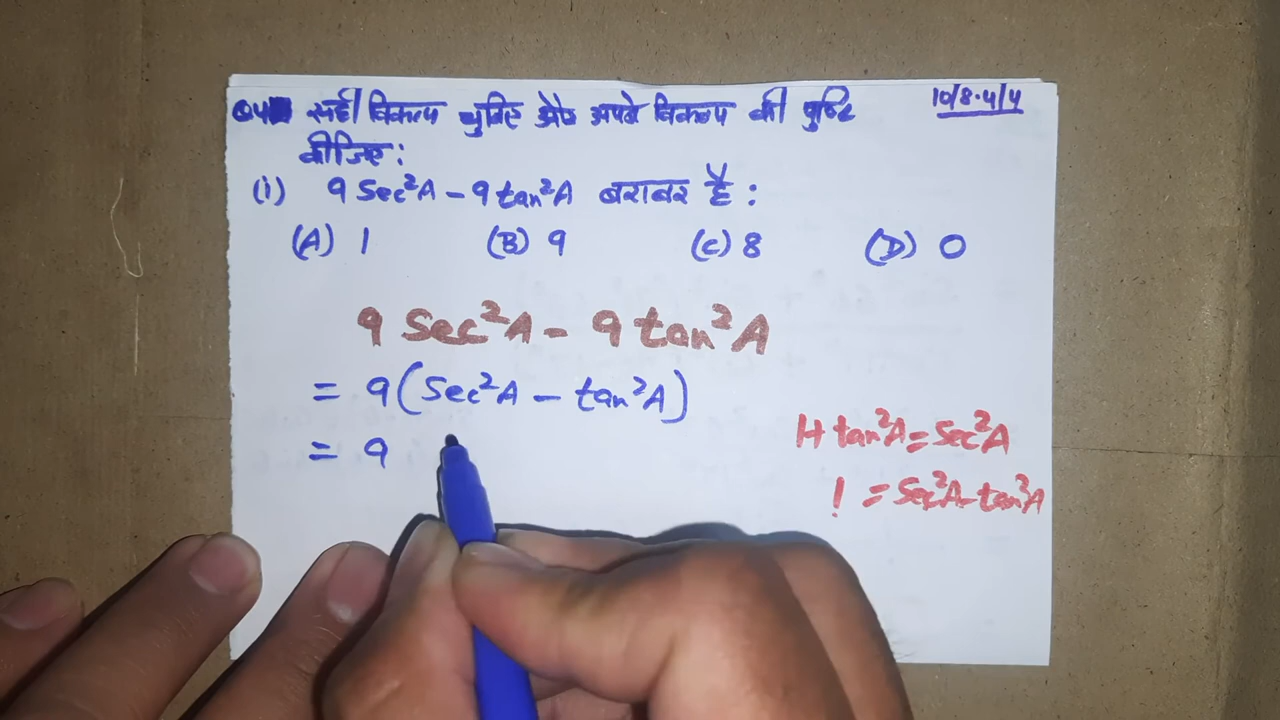 Q4 सही विकल्प चुनिए और अपने विकल्प की पुष्टि
कीजिए:
10/8.4/4
(i) 9 Sec²A - 9 tan²A बराबर है :
(A) 1 (B) 9 (C) 8 (D) 0
9 Sec²A - 9 tan²A
= 9 (Sec²A - tan²A)
= 9
1+tan²A = Sec²A
1 = Sec²A - tan²A